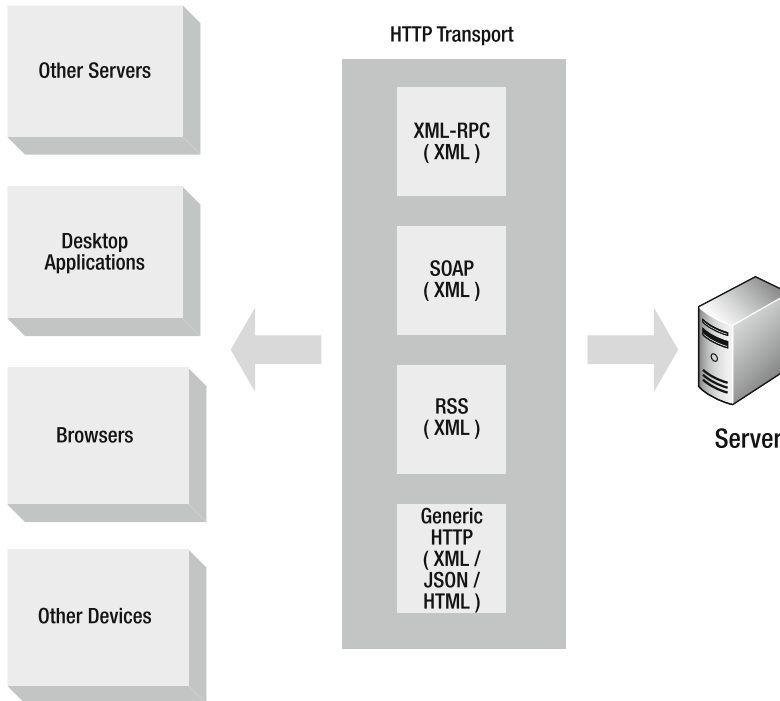 Other Servers
Desktop
Applications
Browsers
Other Devices
HTTP Transport
XML-RPC
( XML )
SOAP
( XML )
RSS
( XML )
Generic
HTTP
( XML /
JSON /
HTML )
Server